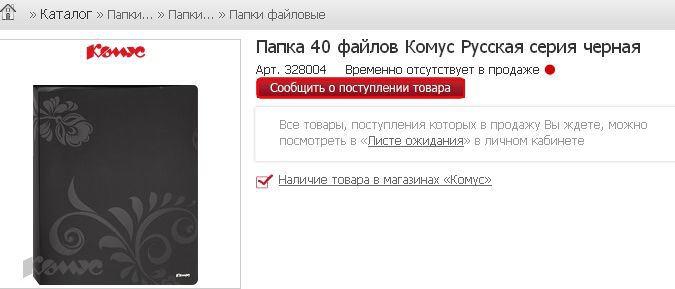 » Каталог » Папки... » Папки... » Папки файловые
Комус
Папка 40 файлов Комус Русская серия черная
Арт. 328004 Временно отсутствует в продаже
Сообщить о поступлении товара
Все товары, поступления которых в продажу Вы ждете, можно
посмотреть в «Листе ожидания» в личном кабинете
Наличие товара в магазинах «Комус»
Комус
Комус